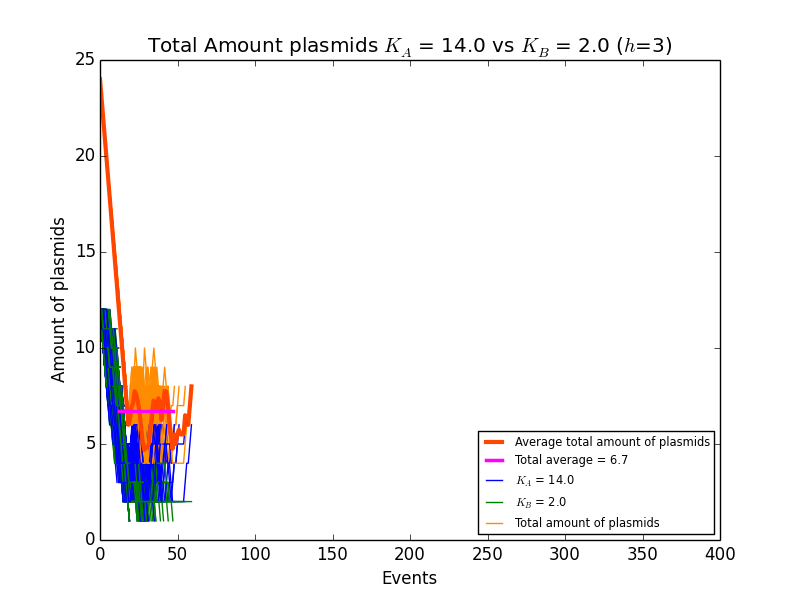 Total Amount plasmids K_A = 14.0 vs K_B = 2.0 (h=3)
25
20
15
10
5
0
Amount of plasmids
Average total amount of plasmids
Total average = 6.7
K_A = 14.0
K_B = 2.0
Total amount of plasmids
0 50 100 150 200 250 300 350 400
Events